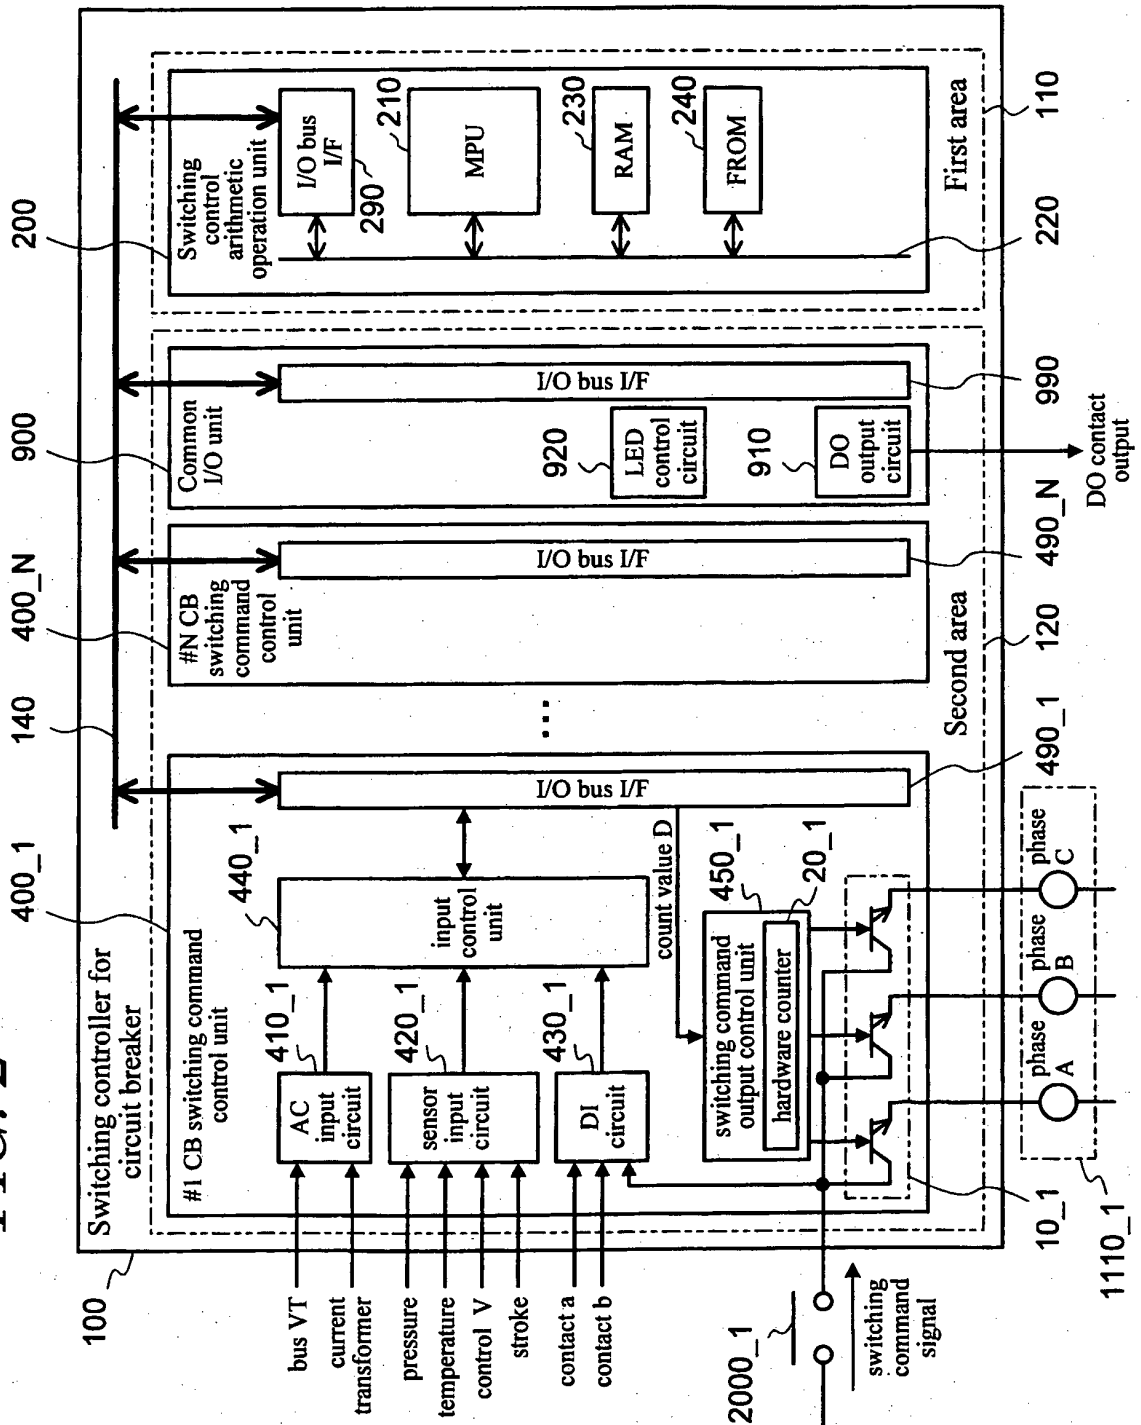 FIG. 2
Switching controller for
circuit breaker
100
400_1
140
400_N
900
200
#1 CB switching command
control unit
bus VT
current
transformer
AC
input
circuit
410_1
pressure
temperature
control V
stroke
sensor
input
circuit
420_1
contact a
contact b
DI
circuit
430_1
input
control
unit
440_1
I/O bus I/F
490_1
count value D
switching command
output control unit
450_1
hardware counter
20_1
2000_1
switching
command
signal
10_1
1110_1
phase
A
phase
B
phase
C
...
#N CB
switching
command
control
unit
I/O bus I/F
490_N
Second area
120
Common
I/O unit
I/O bus I/F
990
920
LED
control
circuit
910
DO
output
circuit
DO contact
output
Switching
control
arithmetic
operation unit
I/O bus
I/F
290
MPU
210
RAM
230
FROM
240
220
First area
110